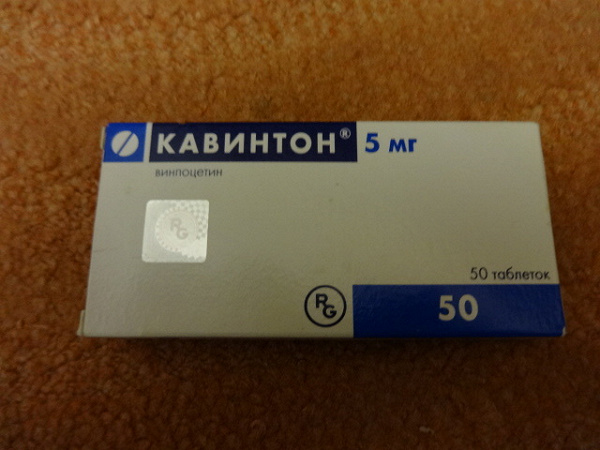 КАВИНТОН® 5 мг
винпоцетин
RG
50 таблеток
RG
50